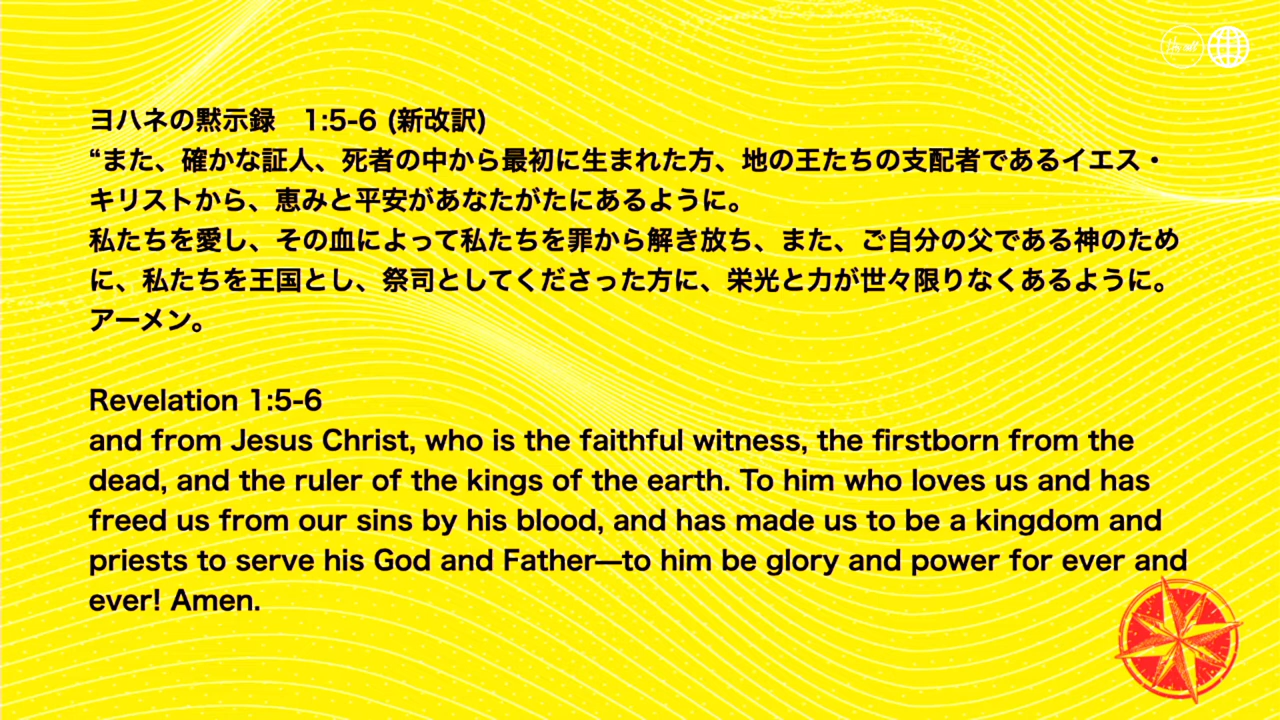 ヨハネの黙示録　1:5-6 (新改訳)
“また、確かな証人、死者の中から最初に生まれた方、地の王たちの支配者であるイエス・
キリストから、恵みと平安があなたがたにあるように。
私たちを愛し、その血によって私たちを罪から解き放ち、また、ご自分の父である神のため
に、私たちを王国とし、祭司としてくださった方に、栄光と力が世々限りなくあるように。
アーメン。
Revelation 1:5-6
and from Jesus Christ, who is the faithful witness, the firstborn from the
dead, and the ruler of the kings of the earth. To him who loves us and has
freed us from our sins by his blood, and has made us to be a kingdom and
priests to serve his God and Father—to him be glory and power for ever and
ever! Amen.